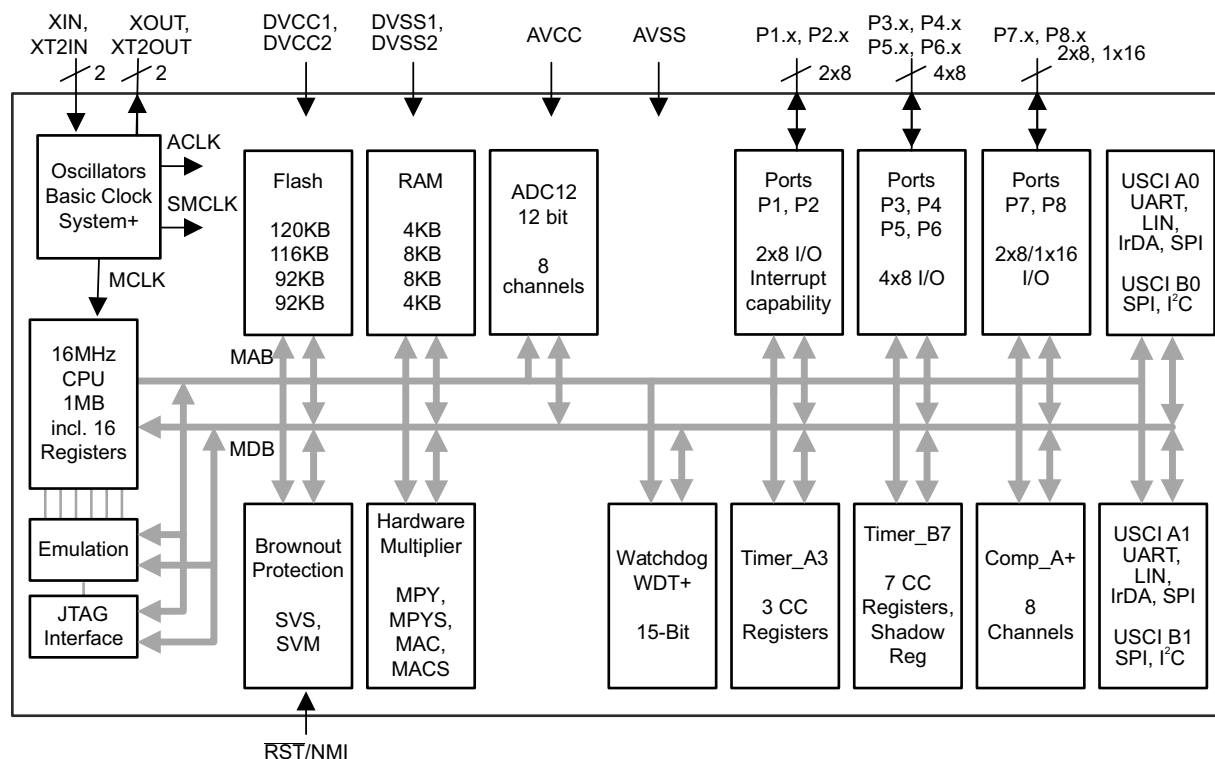 XIN,
XT2IN
2
XOUT,
XT2OUT
2
DVCC1,
DVCC2
DVSS1,
DVSS2
AVCC
AVSS
P1.x, P2.x
2x8
P3.x, P4.x
P5.x, P6.x
4x8
P7.x, P8.x
2x8, 1x16
Oscillators
Basic Clock
System+
ACLK
SMCLK
MCLK
Flash
120KB
116KB
92KB
92KB
RAM
4KB
8KB
8KB
4KB
ADC12
12 bit
8
channels
Ports
P1, P2
2x8 I/O
Interrupt
capability
Ports
P3, P4
P5, P6
4x8 I/O
Ports
P7, P8
2x8/1x16
I/O
USCI A0
UART,
LIN,
IrDA, SPI
USCI B0
SPI, I²C
16MHz
CPU
1MB
incl. 16
Registers
MAB
MDB
Emulation
JTAG
Interface
Brownout
Protection
SVS,
SVM
Hardware
Multiplier
MPY,
MPYS,
MAC,
MACS
Watchdog
WDT+
15-Bit
Timer_A3
3 CC
Registers
Timer_B7
7 CC
Registers,
Shadow
Reg
Comp_A+
8
Channels
USCI A1
UART,
LIN,
IrDA, SPI
USCI B1
SPI, I²C
RST/NMI